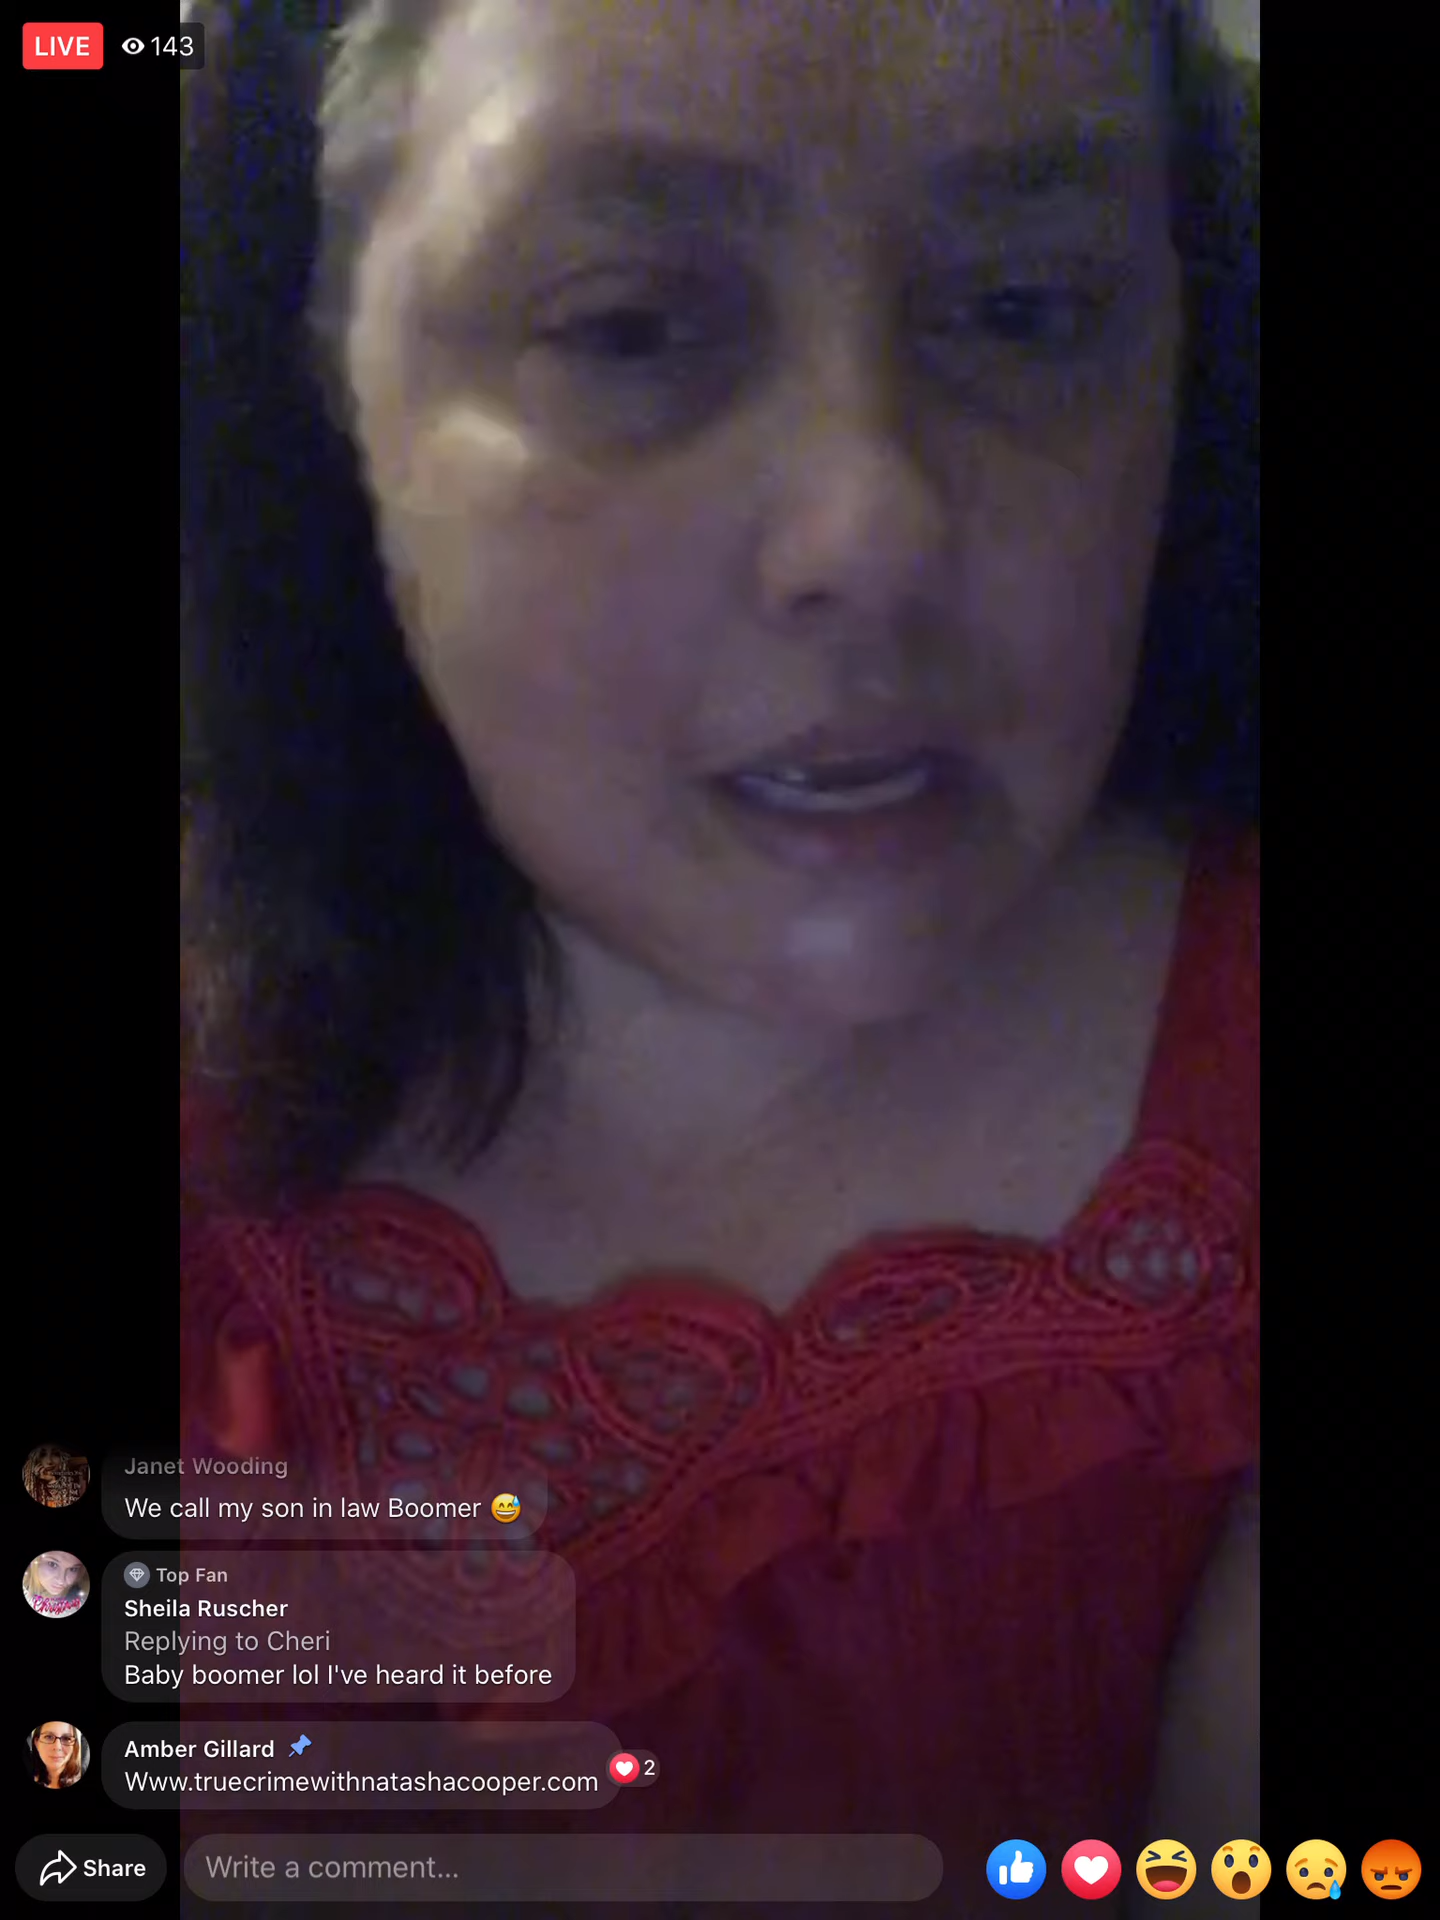 LIVE 143
Janet Wooding
We call my son in law Boomer 😅
Top Fan
Sheila Ruscher
Replying to Cheri
Baby boomer lol I've heard it before
Amber Gillard
Www.truecrimewithnatashacooper.com
2
Share
Write a comment...